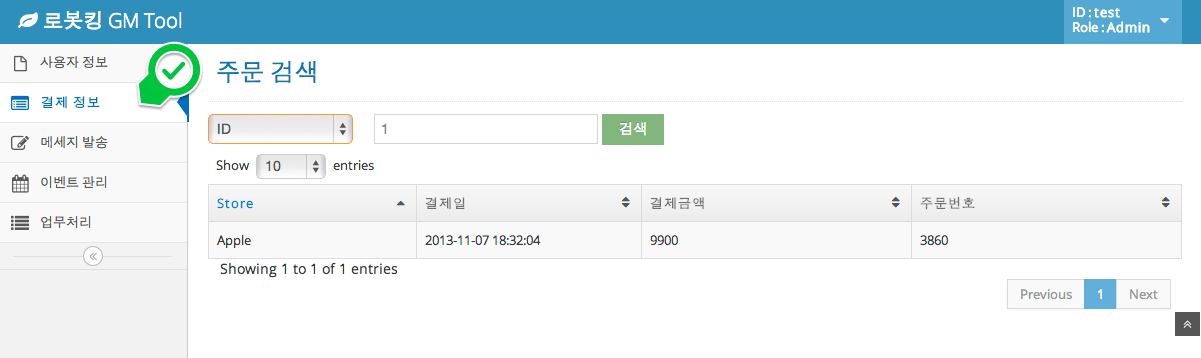 로봇킹 GM Tool
ID : test
Role : Admin
사용자 정보
결제 정보
메세지 발송
이벤트 관리
업무처리
주문 검색
ID 1 검색
Show 10 entries
Store 결제일 결제금액 주문번호
Apple 2013-11-07 18:32:04 9900 3860
Showing 1 to 1 of 1 entries
Previous 1 Next